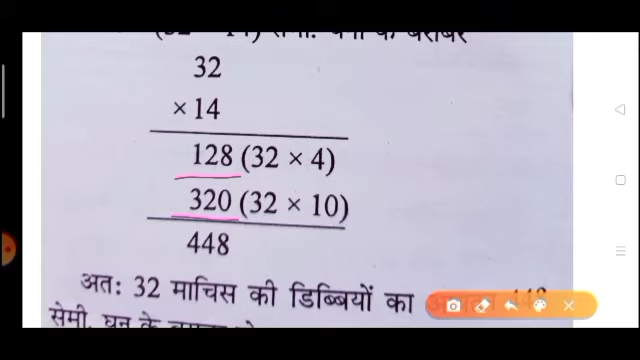 32
× 14
128 (32 × 4)
320 (32 × 10)
448
अतः 32 माचिस की डिब्बियों का
सेमी. घन के